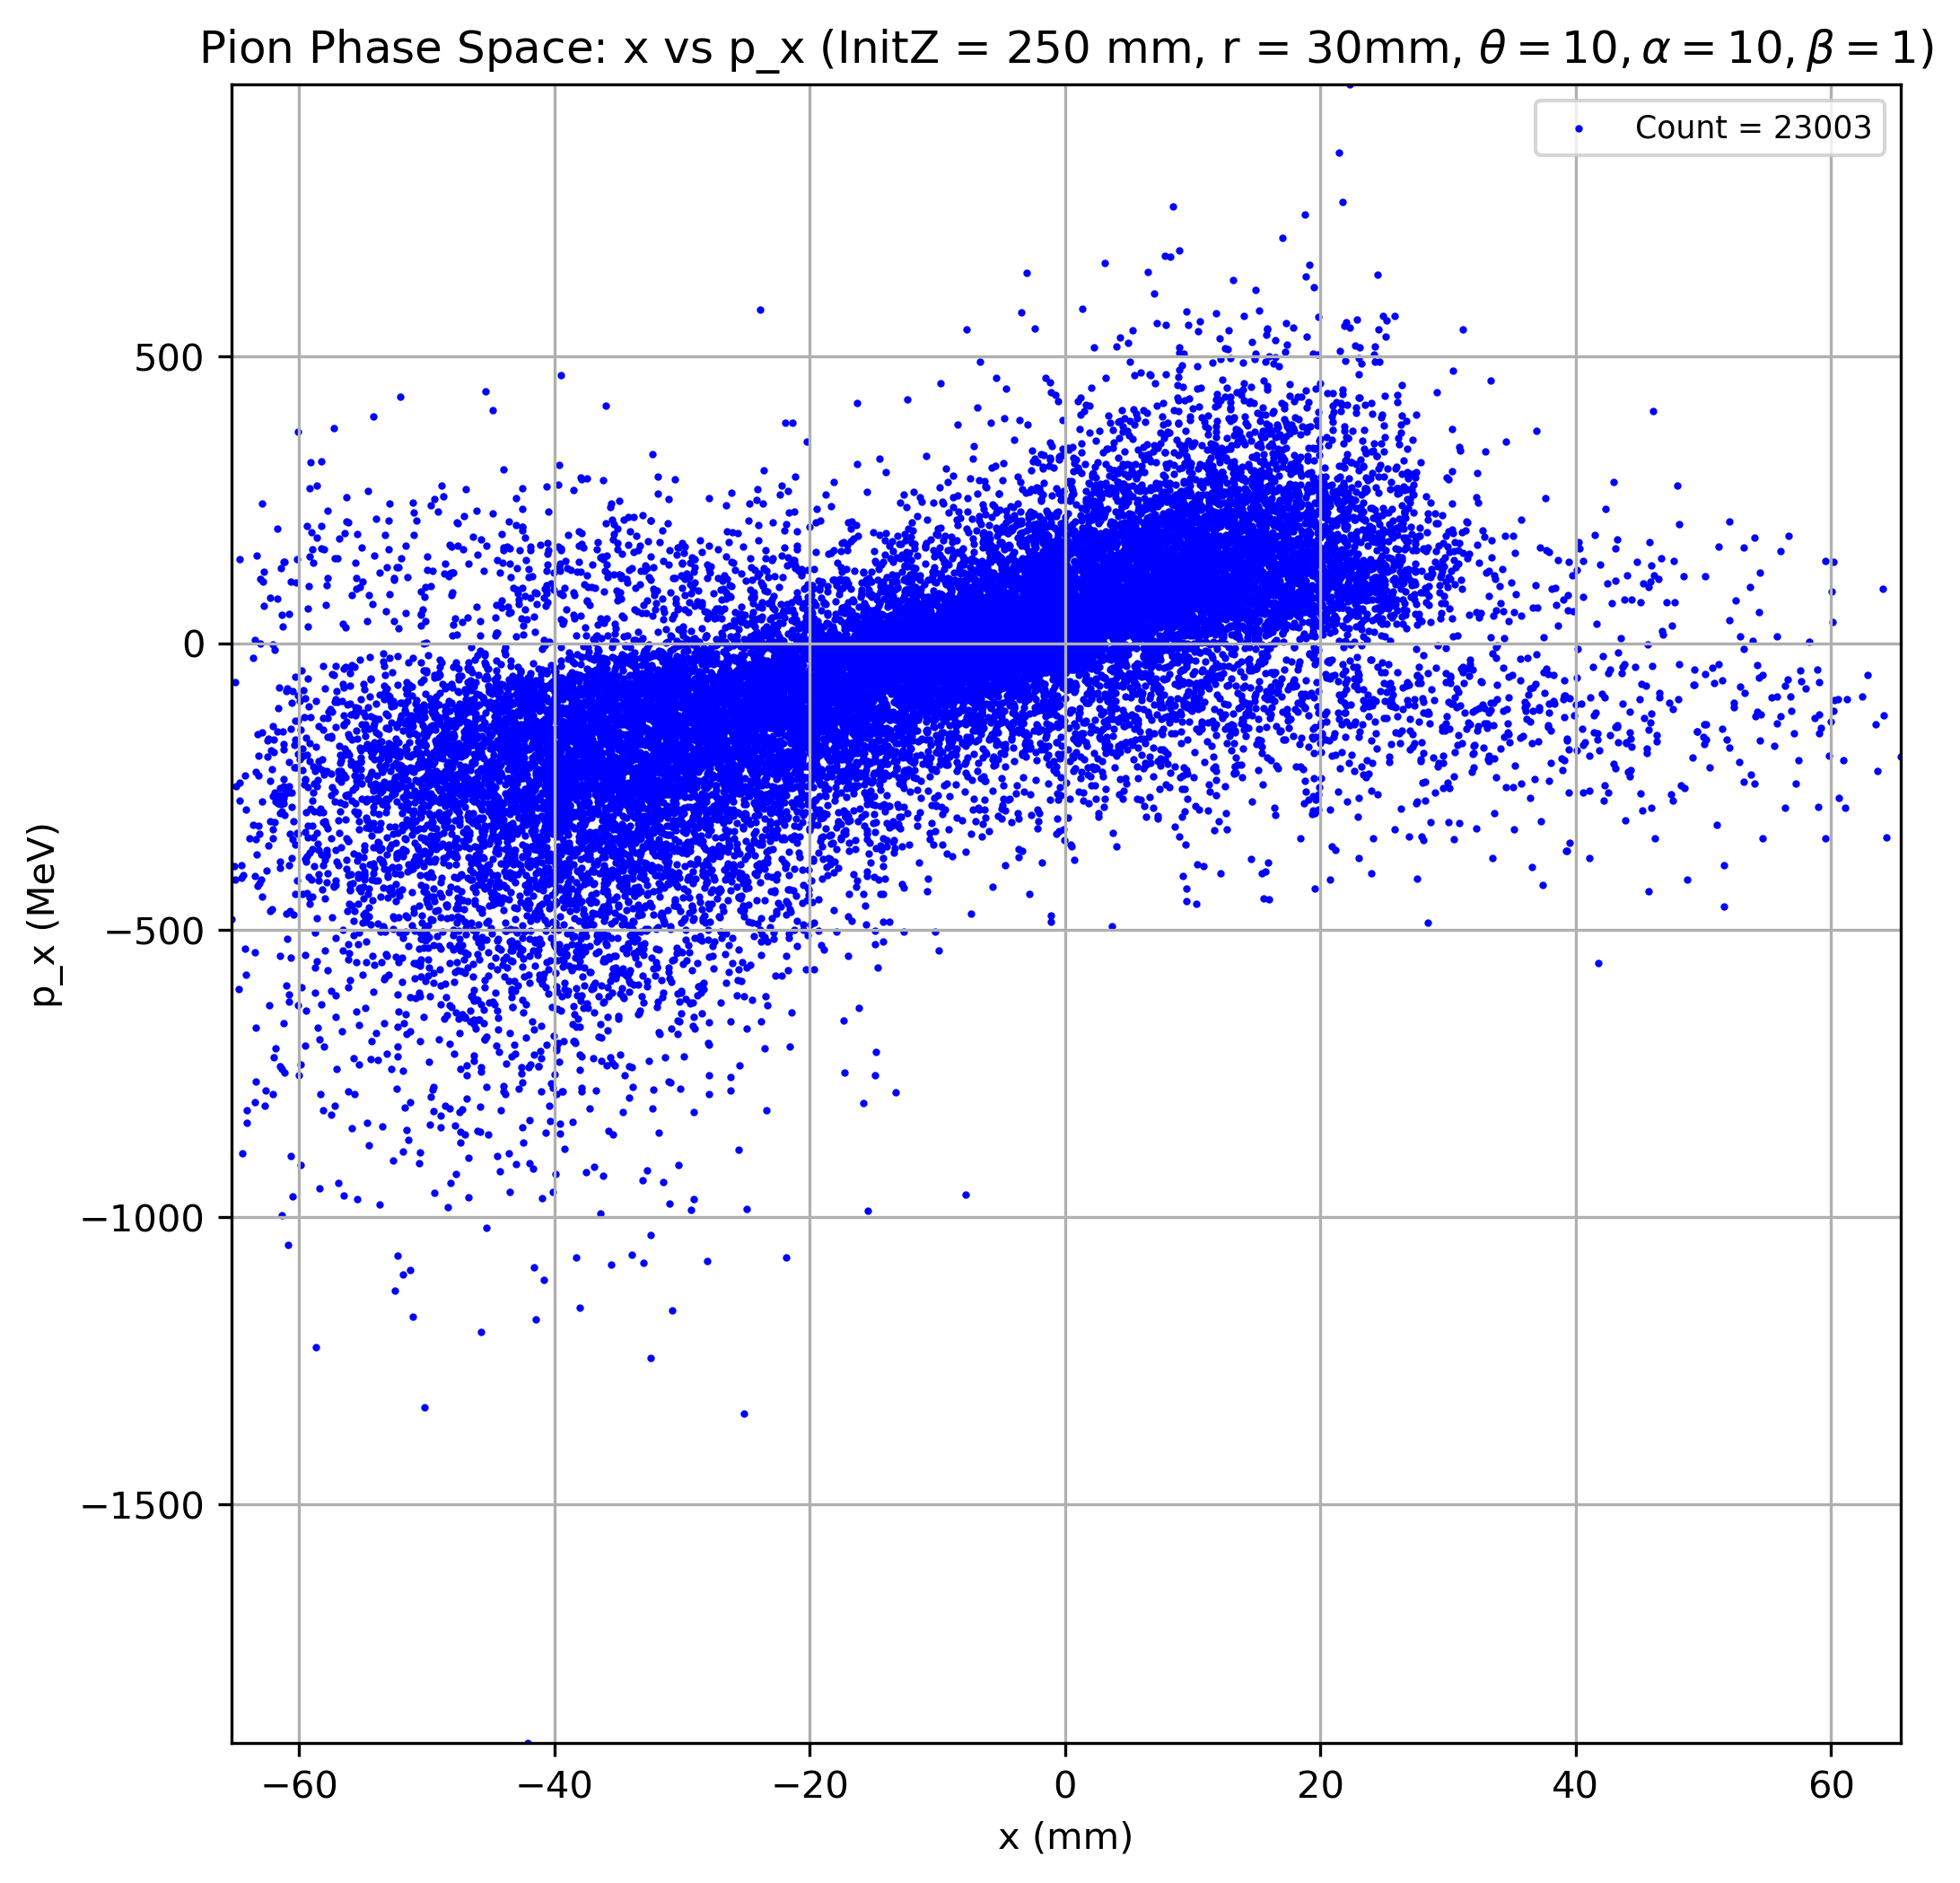 Pion Phase Space: x vs p_x (InitZ = 250 mm, r = 30mm, θ = 10, α = 10, β = 1)
Count = 23003
500
0
−500
−1000
−1500
p_x (MeV)
−60 −40 −20 0 20 40 60
x (mm)